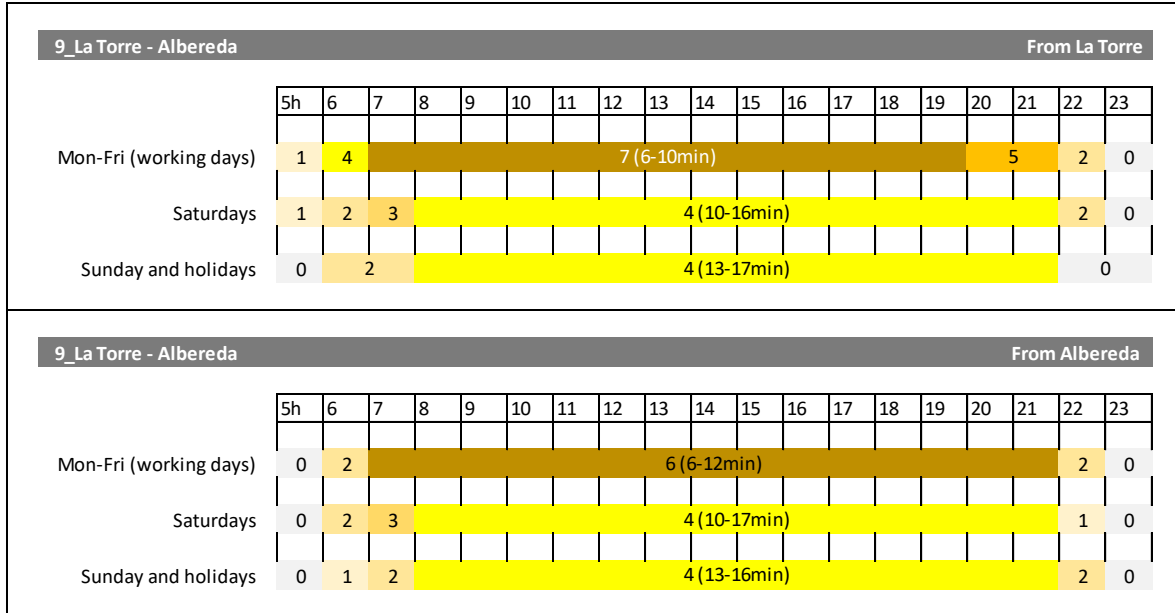 9_La Torre - Albereda From La Torre
5h 6 7 8 9 10 11 12 13 14 15 16 17 18 19 20 21 22 23
Mon-Fri (working days) 1 4 7 (6-10min) 5 2 0
Saturdays 1 2 3 4 (10-16min) 2 0
Sunday and holidays 0 2 4 (13-17min) 0
9_La Torre - Albereda From Albereda
5h 6 7 8 9 10 11 12 13 14 15 16 17 18 19 20 21 22 23
Mon-Fri (working days) 0 2 6 (6-12min) 2 0
Saturdays 0 2 3 4 (10-17min) 1 0
Sunday and holidays 0 1 2 4 (13-16min) 2 0